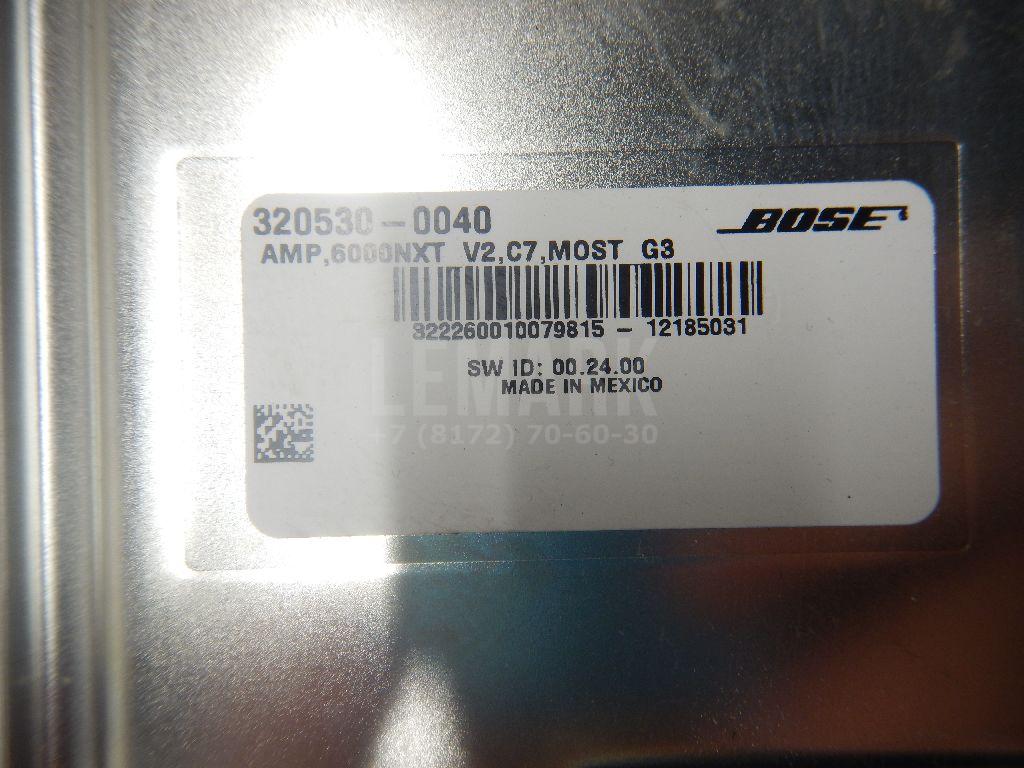 320530-0040
BOSE
AMP,6000NXT V2,C7,MOST G3
322260010079815 - 12185031
SW ID: 00.24.00
MADE IN MEXICO
LEMARK
+7 (8172) 70-60-30